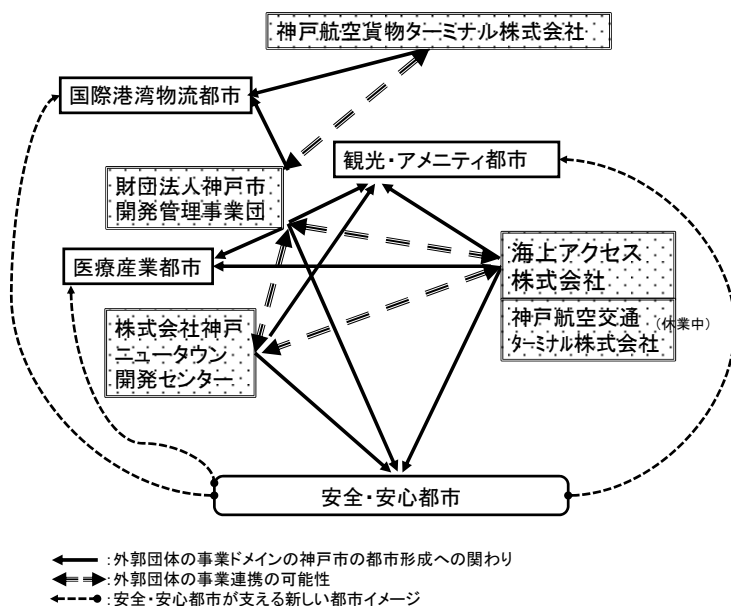 神戸航空貨物ターミナル株式会社
国際港湾物流都市
観光・アメニティ都市
財団法人神戸市
開発管理事業団
海上アクセス
株式会社
医療産業都市
神戸航空交通
ターミナル株式会社
(休業中)
株式会社神戸
ニュータウン
開発センター
安全・安心都市
:外郭団体の事業ドメインの神戸市の都市形成への関わり
:外郭団体の事業連携の可能性
:安全・安心都市が支える新しい都市イメージ